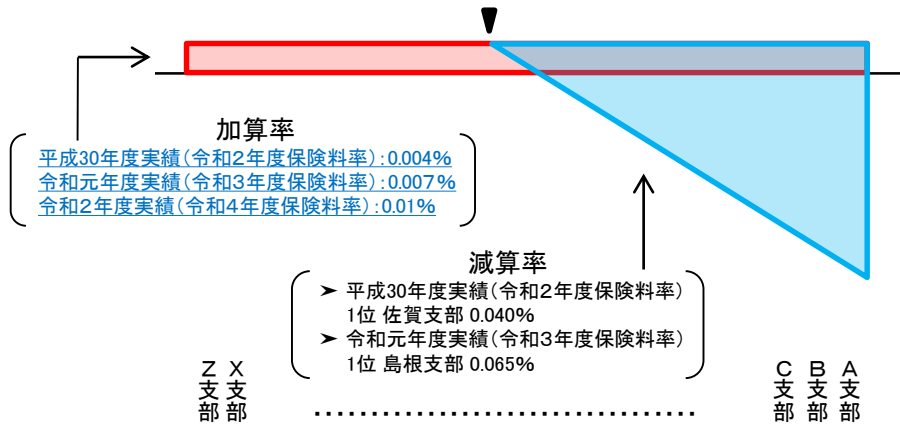 加算率
平成30年度実績(令和2年度保険料率):0.004%
令和元年度実績(令和3年度保険料率):0.007%
令和2年度実績(令和4年度保険料率):0.01%
減算率
➤ 平成30年度実績(令和2年度保険料率)
1位 佐賀支部 0.040%
➤ 令和元年度実績(令和3年度保険料率)
1位 島根支部 0.065%
Z支部
X支部
C支部
B支部
A支部